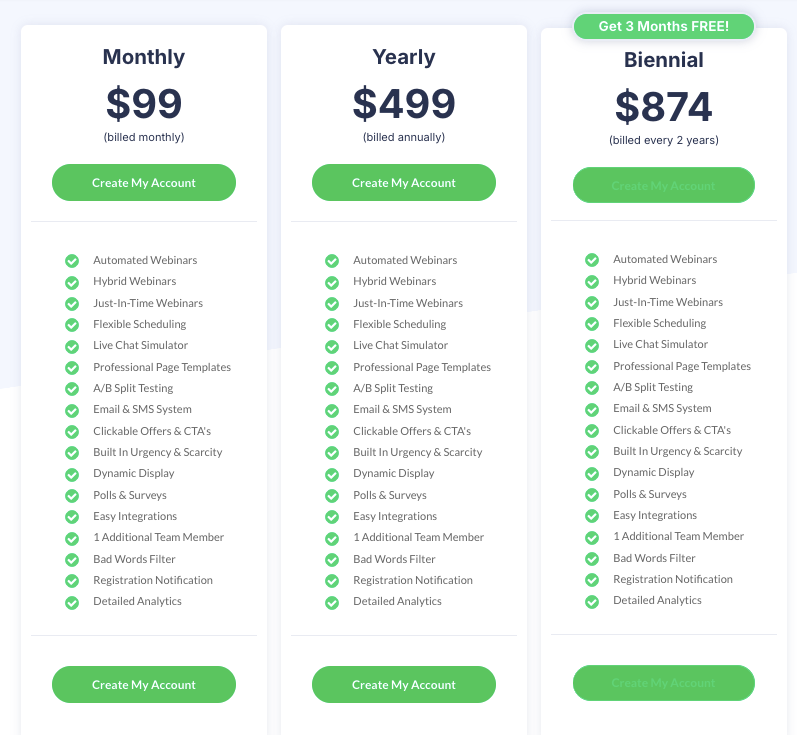 Monthly
$99
(billed monthly)
Create My Account
Automated Webinars
Hybrid Webinars
Just-In-Time Webinars
Flexible Scheduling
Live Chat Simulator
Professional Page Templates
A/B Split Testing
Email & SMS System
Clickable Offers & CTA's
Built In Urgency & Scarcity
Dynamic Display
Polls & Surveys
Easy Integrations
1 Additional Team Member
Bad Words Filter
Registration Notification
Detailed Analytics
Create My Account
Yearly
$499
(billed annually)
Create My Account
Automated Webinars
Hybrid Webinars
Just-In-Time Webinars
Flexible Scheduling
Live Chat Simulator
Professional Page Templates
A/B Split Testing
Email & SMS System
Clickable Offers & CTA's
Built In Urgency & Scarcity
Dynamic Display
Polls & Surveys
Easy Integrations
1 Additional Team Member
Bad Words Filter
Registration Notification
Detailed Analytics
Create My Account
Get 3 Months FREE!
Biennial
$874
(billed every 2 years)
Create My Account
Automated Webinars
Hybrid Webinars
Just-In-Time Webinars
Flexible Scheduling
Live Chat Simulator
Professional Page Templates
A/B Split Testing
Email & SMS System
Clickable Offers & CTA's
Built In Urgency & Scarcity
Dynamic Display
Polls & Surveys
Easy Integrations
1 Additional Team Member
Bad Words Filter
Registration Notification
Detailed Analytics
Create My Account